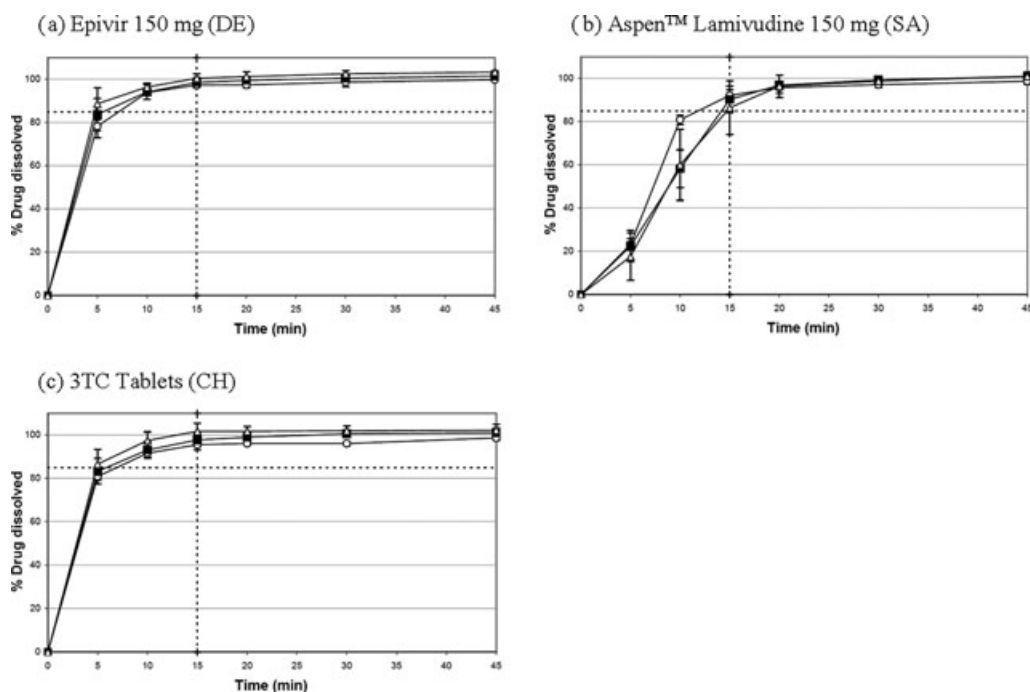 (a) Epivir 150 mg (DE)
% Drug dissolved
100
80
60
40
20
0
0 5 10 15 20 25 30 35 40 45
Time (min)
(b) Aspen™ Lamivudine 150 mg (SA)
% Drug dissolved
100
80
60
40
20
0
0 5 10 15 20 25 30 35 40 45
Time (min)
(c) 3TC Tablets (CH)
% Drug dissolved
100
80
60
40
20
0
0 5 10 15 20 25 30 35 40 45
Time (min)